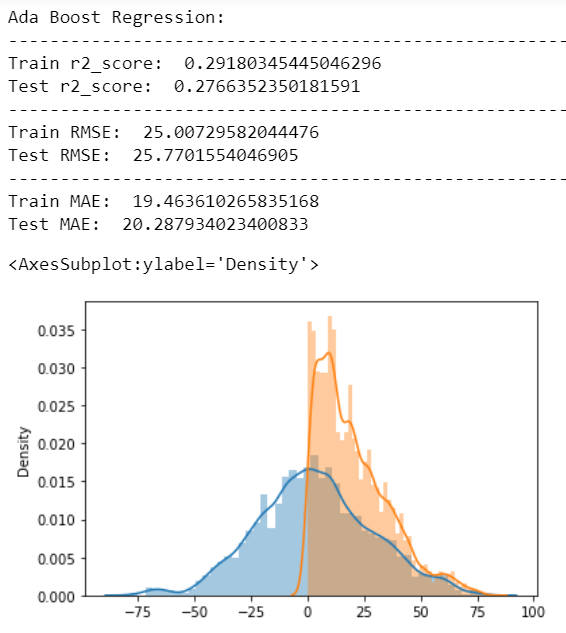 Ada Boost Regression:
------------------------------------------------------
Train r2_score:  0.29180345445046296
Test r2_score:  0.2766352350181591
------------------------------------------------------
Train RMSE:  25.00729582044476
Test RMSE:  25.7701554046905
------------------------------------------------------
Train MAE:  19.463610265835168
Test MAE:  20.287934023400833
<AxesSubplot:ylabel='Density'>
0.035
0.030
0.025
0.020
0.015
0.010
0.005
0.000
Density
−75 −50 −25 0 25 50 75 100